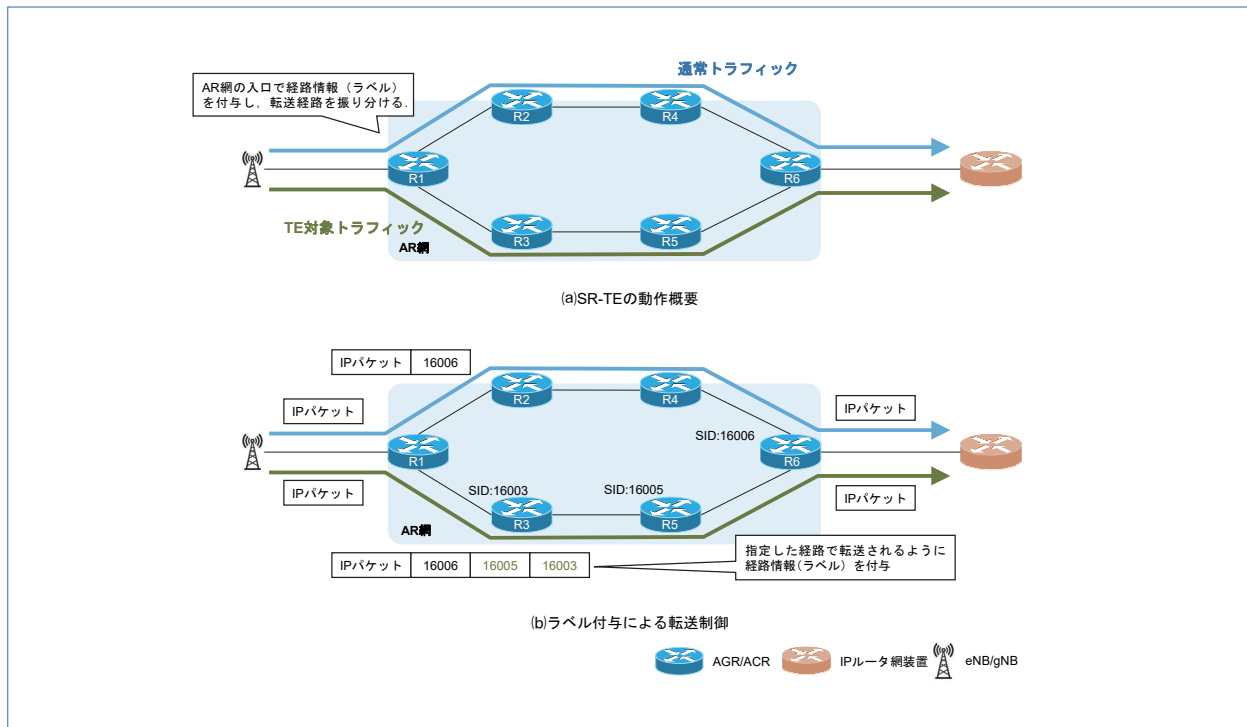 通常トラフィック
AR網の入口で経路情報（ラベル）
を付与し，転送経路を振り分ける．
R2
R4
R1
R6
TE対象トラフィック
R3
R5
AR網
(a)SR-TEの動作概要
IPパケット 16006
R2
R4
IPパケット
IPパケット
SID:16006
R1
R6
IPパケット
SID:16003
SID:16005
IPパケット
R3
R5
AR網
指定した経路で転送されるように
経路情報(ラベル)を付与
IPパケット 16006 16005 16003
(b)ラベル付与による転送制御
AGR/ACR
IPルータ網装置
eNB/gNB